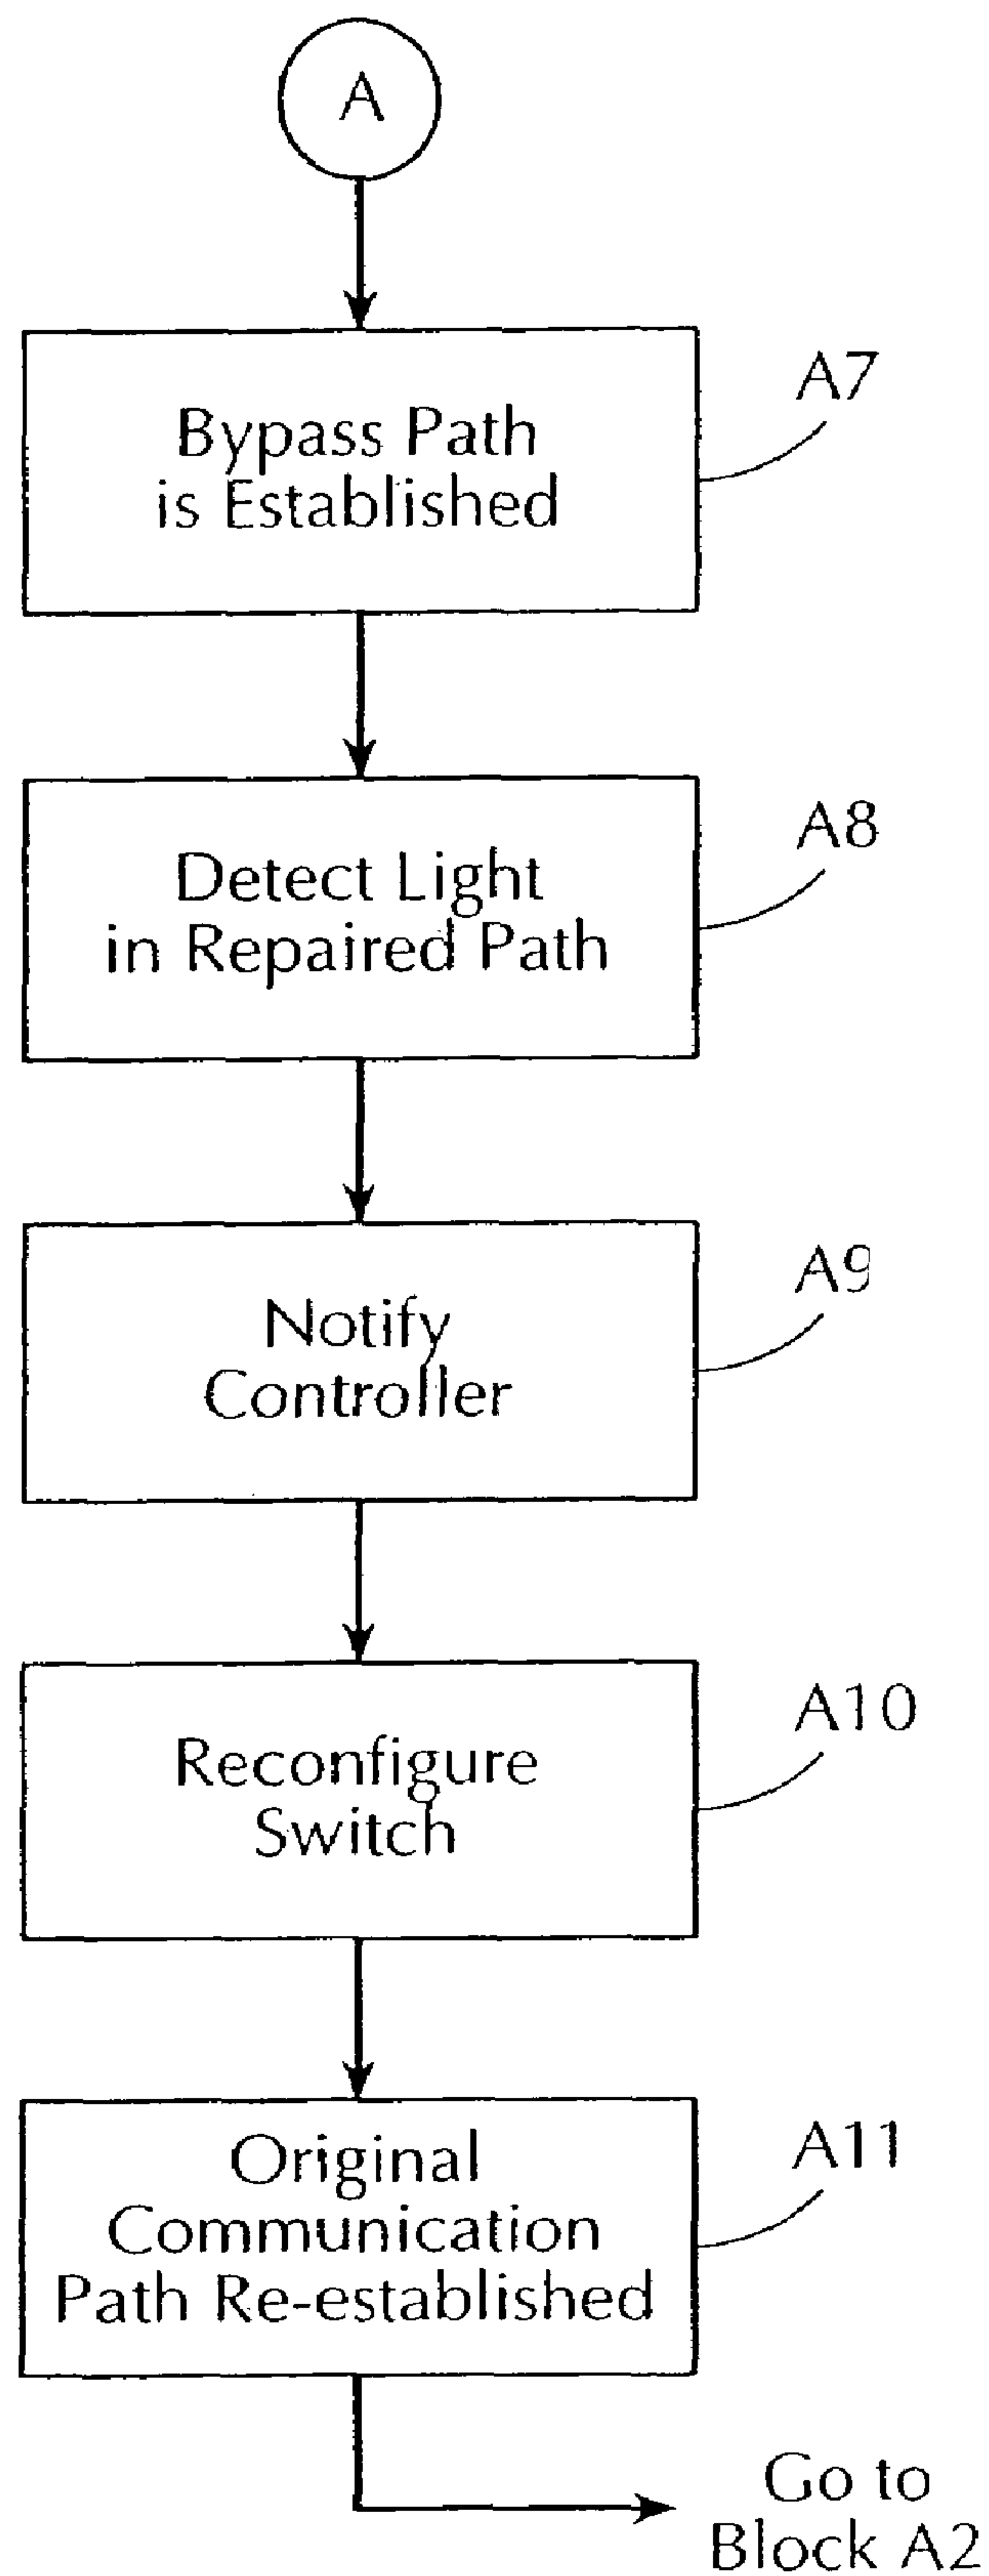 A
Bypass Path
is Established
A7
Detect Light
in Repaired Path
A8
Notify
Controller
A9
Reconfigure
Switch
A10
Original
Communication
Path Re-established
A11
Go to
Block A2